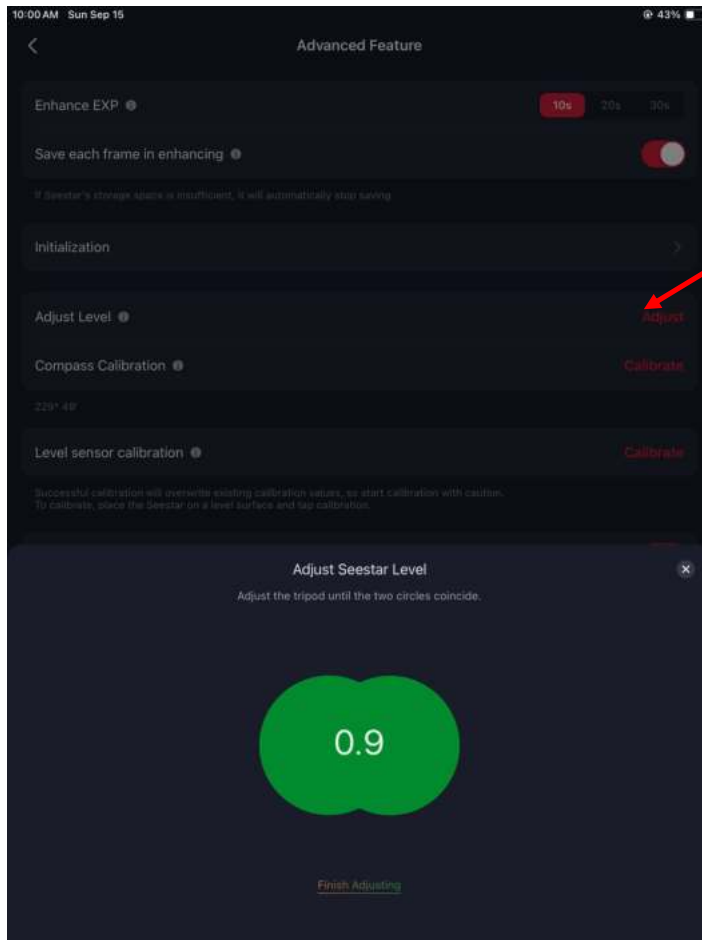 10:00 AM Sun Sep 15
43%
Advanced Feature
Enhance EXP
10s 20s 30s
Save each frame in enhancing
If Seestar's storage space is insufficient, it will automatically stop saving
Initialization
Adjust Level
Adjust
Compass Calibration
Calibrate
229° 48'
Level sensor calibration
Calibrate
Successful calibration will overwrite existing calibration values, so start calibration with caution.
To calibrate, place the Seestar on a level surface and tap calibration.
Adjust Seestar Level
Adjust the tripod until the two circles coincide.
0.9
Finish Adjusting